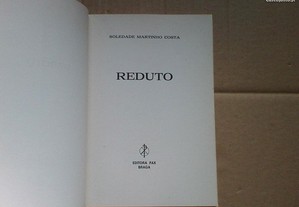 SOLEDADE MARTINHO COSTA
REDUTO
EDITORA PAX
BRAGA